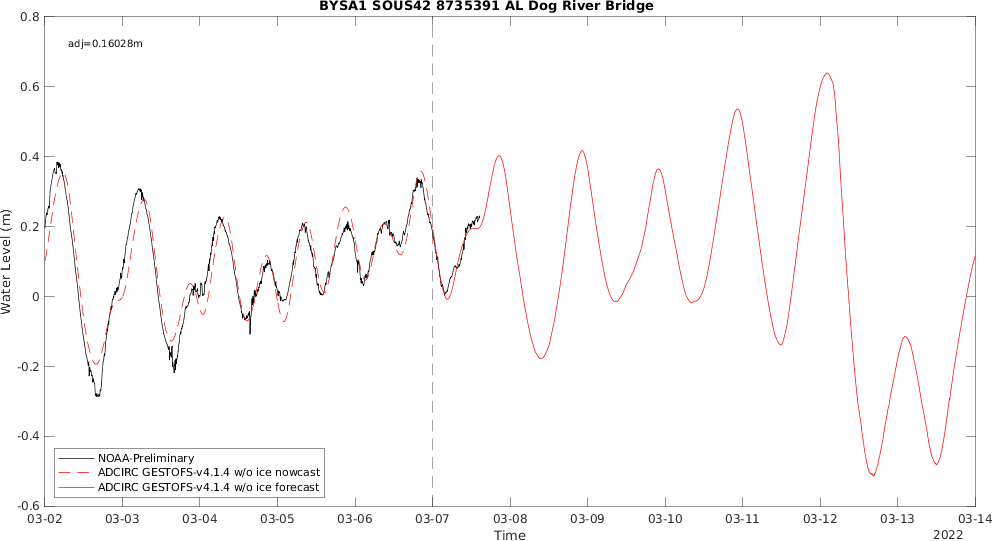 BYSA1 SOUS42 8735391 AL Dog River Bridge
adj=0.16028m
0.8
0.6
0.4
0.2
0
-0.2
-0.4
-0.6
Water Level (m)
NOAA-Preliminary
ADCIRC GESTOFS-v4.1.4 w/o ice nowcast
ADCIRC GESTOFS-v4.1.4 w/o ice forecast
03-02 03-03 03-04 03-05 03-06 03-07 03-08 03-09 03-10 03-11 03-12 03-13 03-14
Time
2022